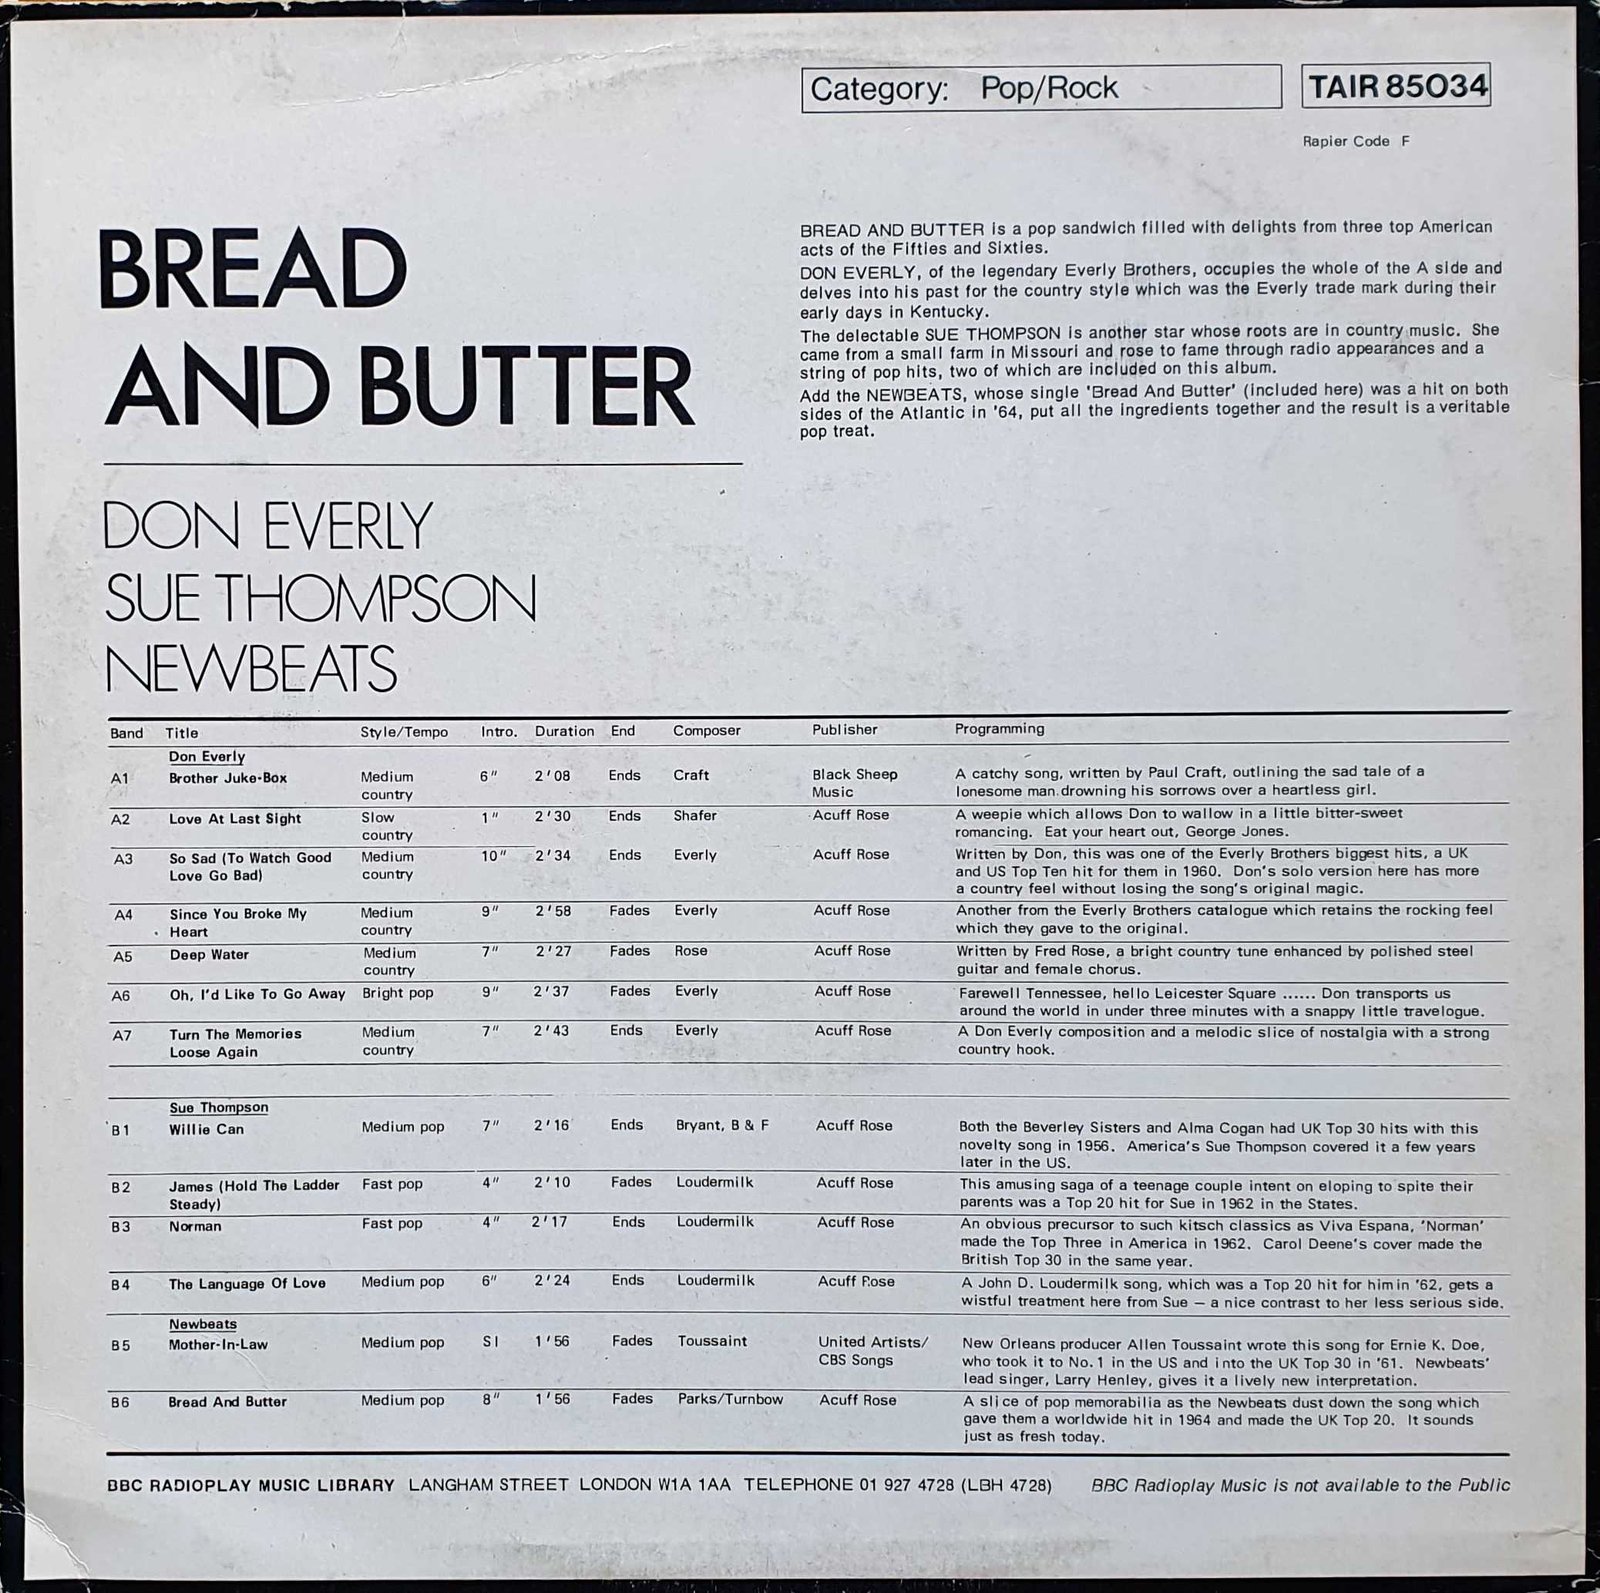 Category: Pop/Rock
TAIR 85034
Rapier Code F
BREAD
AND BUTTER
BREAD AND BUTTER is a pop sandwich filled with delights from three top American
acts of the Fifties and Sixties.
DON EVERLY, of the legendary Everly Brothers, occupies the whole of the A side and
delves into his past for the country style which was the Everly trade mark during their
early days in Kentucky.
The delectable SUE THOMPSON is another star whose roots are in country music. She
came from a small farm in Missouri and rose to fame through radio appearances and a
string of pop hits, two of which are included on this album.
Add the NEWBEATS, whose single 'Bread And Butter' (included here) was a hit on both
sides of the Atlantic in '64, put all the ingredients together and the result is a veritable
pop treat.
DON EVERLY
SUE THOMPSON
NEWBEATS
Band Title Style/Tempo Intro. Duration End Composer Publisher Programming
Don Everly
A1 Brother Juke-Box Medium 6" 2'08 Ends Craft Black Sheep A catchy song, written by Paul Craft, outlining the sad tale of a
country Music lonesome man drowning his sorrows over a heartless girl.
A2 Love At Last Sight Slow 1" 2'30 Ends Shafer Acuff Rose A weepie which allows Don to wallow in a little bitter-sweet
country romancing. Eat your heart out, George Jones.
A3 So Sad (To Watch Good Medium 10" 2'34 Ends Everly Acuff Rose Written by Don, this was one of the Everly Brothers biggest hits, a UK
Love Go Bad) country and US Top Ten hit for them in 1960. Don's solo version here has more
a country feel without losing the song's original magic.
A4 Since You Broke My Medium 9" 2'58 Fades Everly Acuff Rose Another from the Everly Brothers catalogue which retains the rocking feel
Heart country which they gave to the original.
A5 Deep Water Medium 7" 2'27 Fades Rose Acuff Rose Written by Fred Rose, a bright country tune enhanced by polished steel
country guitar and female chorus.
A6 Oh, I'd Like To Go Away Bright pop 9" 2'37 Fades Everly Acuff Rose Farewell Tennessee, hello Leicester Square ...... Don transports us
around the world in under three minutes with a snappy little travelogue.
A7 Turn The Memories Medium 7" 2'43 Ends Everly Acuff Rose A Don Everly composition and a melodic slice of nostalgia with a strong
Loose Again country country hook.
Sue Thompson
B1 Willie Can Medium pop 7" 2'16 Ends Bryant, B & F Acuff Rose Both the Beverley Sisters and Alma Cogan had UK Top 30 hits with this
novelty song in 1956. America's Sue Thompson covered it a few years
later in the US.
B2 James (Hold The Ladder Fast pop 4" 2'10 Fades Loudermilk Acuff Rose This amusing saga of a teenage couple intent on eloping to spite their
Steady) parents was a Top 20 hit for Sue in 1962 in the States.
B3 Norman Fast pop 4" 2'17 Ends Loudermilk Acuff Rose An obvious precursor to such kitsch classics as Viva Espana, 'Norman'
made the Top Three in America in 1962. Carol Deene's cover made the
British Top 30 in the same year.
B4 The Language Of Love Medium pop 6" 2'24 Ends Loudermilk Acuff Rose A John D. Loudermilk song, which was a Top 20 hit for him in '62, gets a
wistful treatment here from Sue — a nice contrast to her less serious side.
Newbeats
B5 Mother-In-Law Medium pop SI 1'56 Fades Toussaint United Artists/ New Orleans producer Allen Toussaint wrote this song for Ernie K. Doe,
CBS Songs who took it to No.1 in the US and into the UK Top 30 in '61. Newbeats'
lead singer, Larry Henley, gives it a lively new interpretation.
B6 Bread And Butter Medium pop 8" 1'56 Fades Parks/Turnbow Acuff Rose A slice of pop memorabilia as the Newbeats dust down the song which
gave them a worldwide hit in 1964 and made the UK Top 20. It sounds
just as fresh today.
BBC RADIOPLAY MUSIC LIBRARY LANGHAM STREET LONDON W1A 1AA TELEPHONE 01 927 4728 (LBH 4728) BBC Radioplay Music is not available to the Public